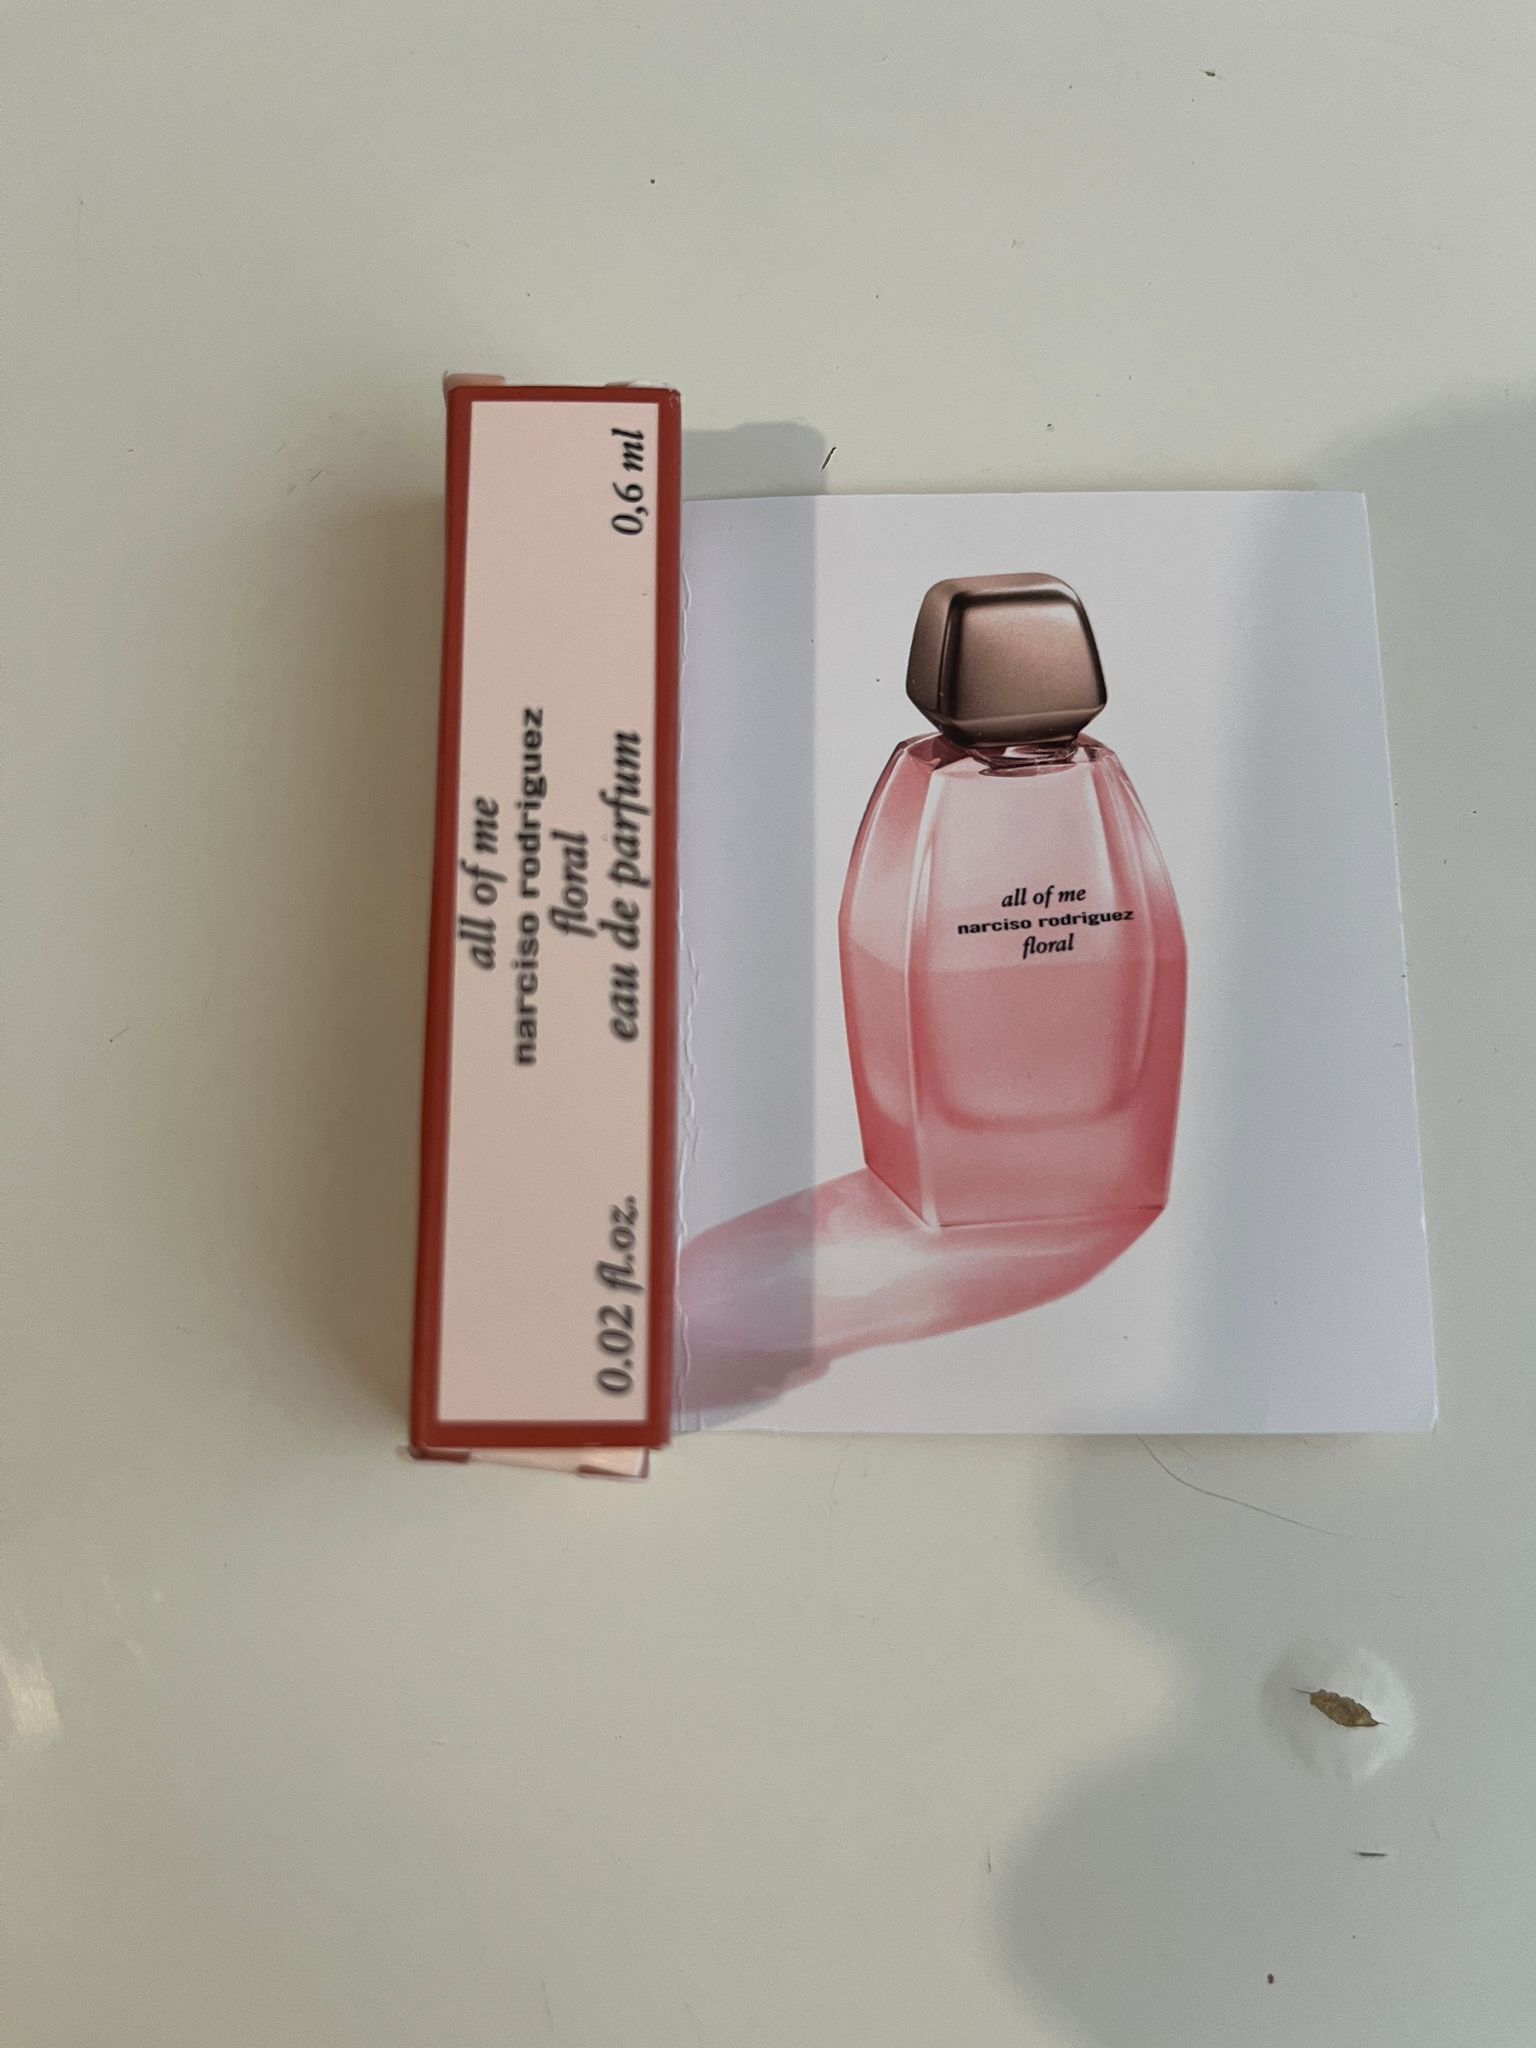 all of me
narciso rodriguez
floral
eau de parfum
0.02 fl.oz.
0,6 ml
all of me
narciso rodriguez
floral